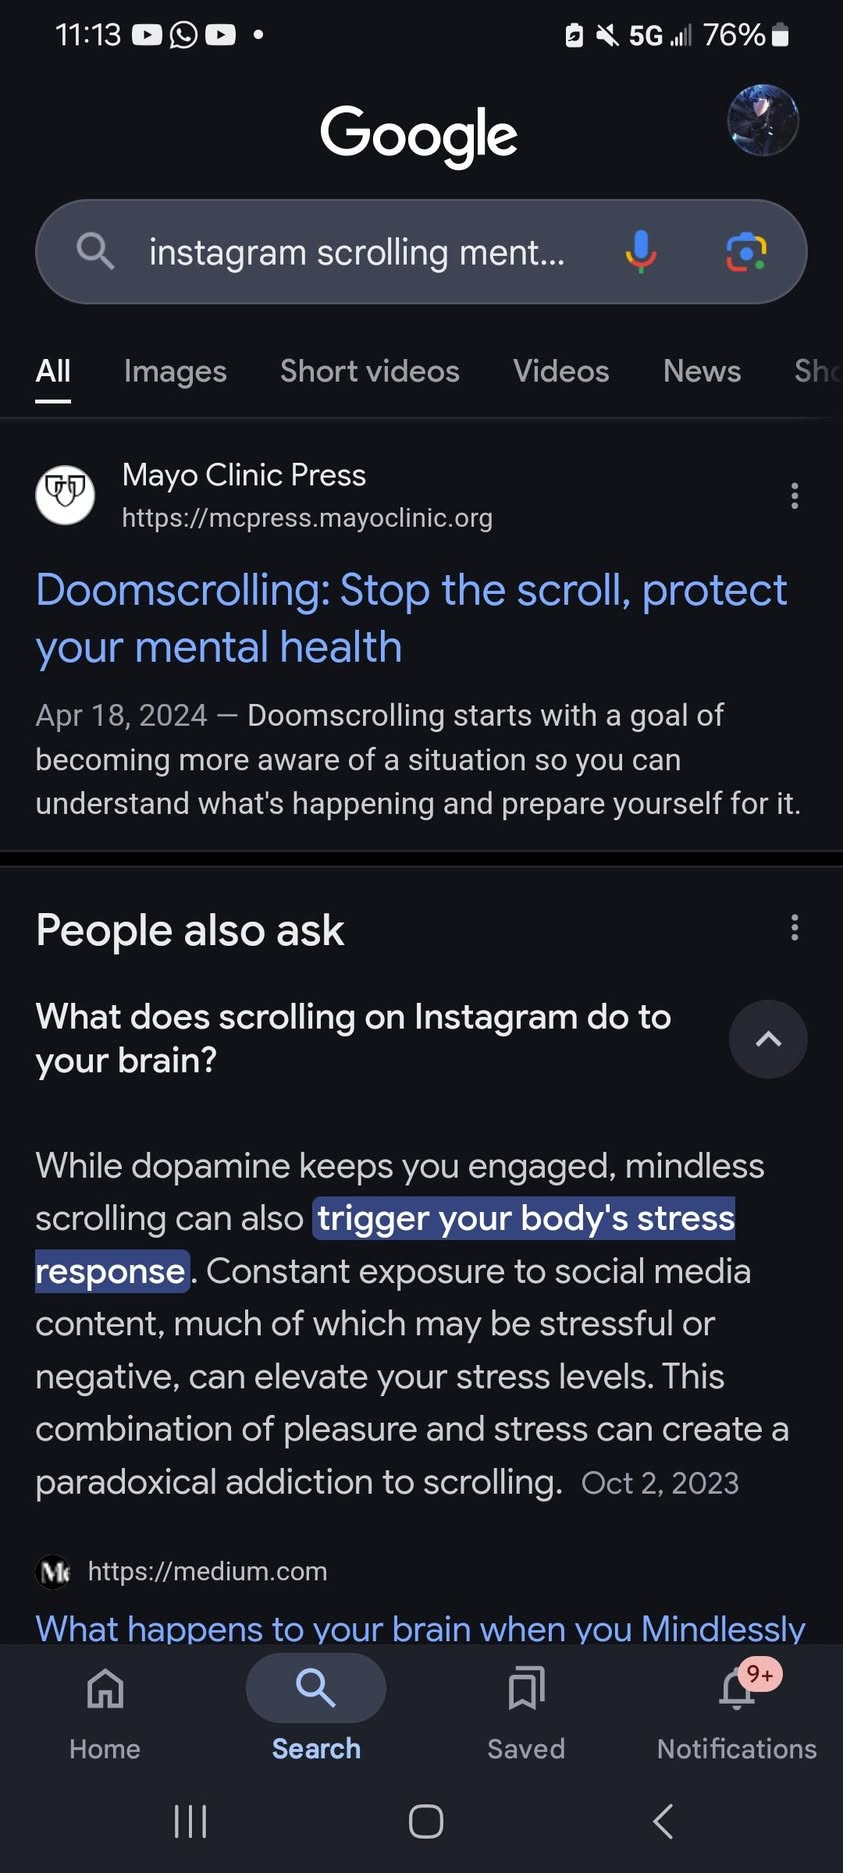 11:13
5G 76%
Google
instagram scrolling ment...
All Images Short videos Videos News Sho
Mayo Clinic Press
https://mcpress.mayoclinic.org
Doomscrolling: Stop the scroll, protect
your mental health
Apr 18, 2024 — Doomscrolling starts with a goal of
becoming more aware of a situation so you can
understand what's happening and prepare yourself for it.
People also ask
What does scrolling on Instagram do to
your brain?
While dopamine keeps you engaged, mindless
scrolling can also trigger your body's stress
response. Constant exposure to social media
content, much of which may be stressful or
negative, can elevate your stress levels. This
combination of pleasure and stress can create a
paradoxical addiction to scrolling. Oct 2, 2023
https://medium.com
What happens to your brain when you Mindlessly
9+
Home Search Saved Notifications